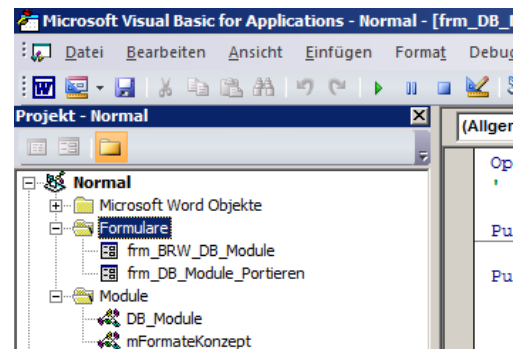 Microsoft Visual Basic for Applications - Normal - [frm_DB_
Datei Bearbeiten Ansicht Einfügen Format Debug
Projekt - Normal
(Allger
Normal
Microsoft Word Objekte
Formulare
frm_BRW_DB_Module
frm_DB_Module_Portieren
Module
DB_Module
mFormateKonzept
Op
'
Pu
Pu